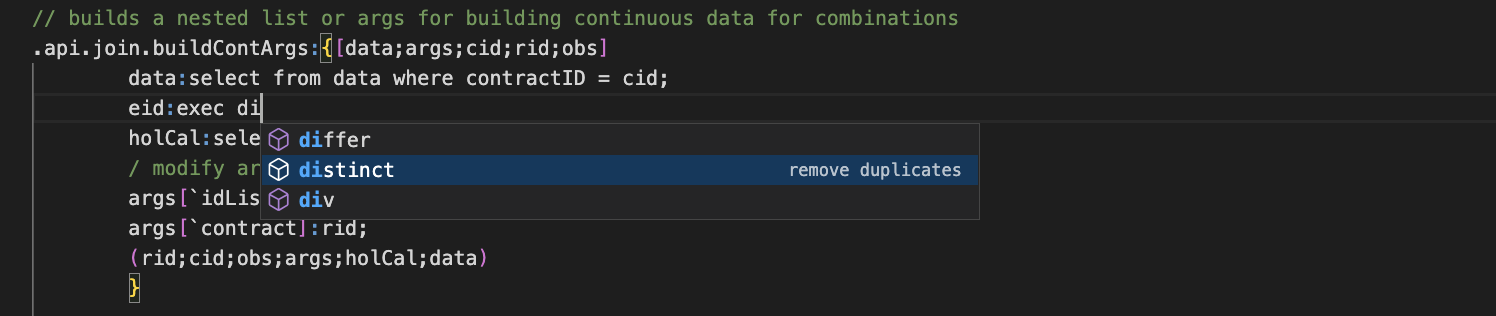 // builds a nested list or args for building continuous data for combinations
.api.join.buildContArgs:{[data;args;cid;rid;obs]
data:select from data where contractID = cid;
eid:exec di
holCal:sele
differ
/ modify ar
distinct remove duplicates
args[`idLis
div
args[`contract]:rid;
(rid;cid;obs;args;holCal;data)
}